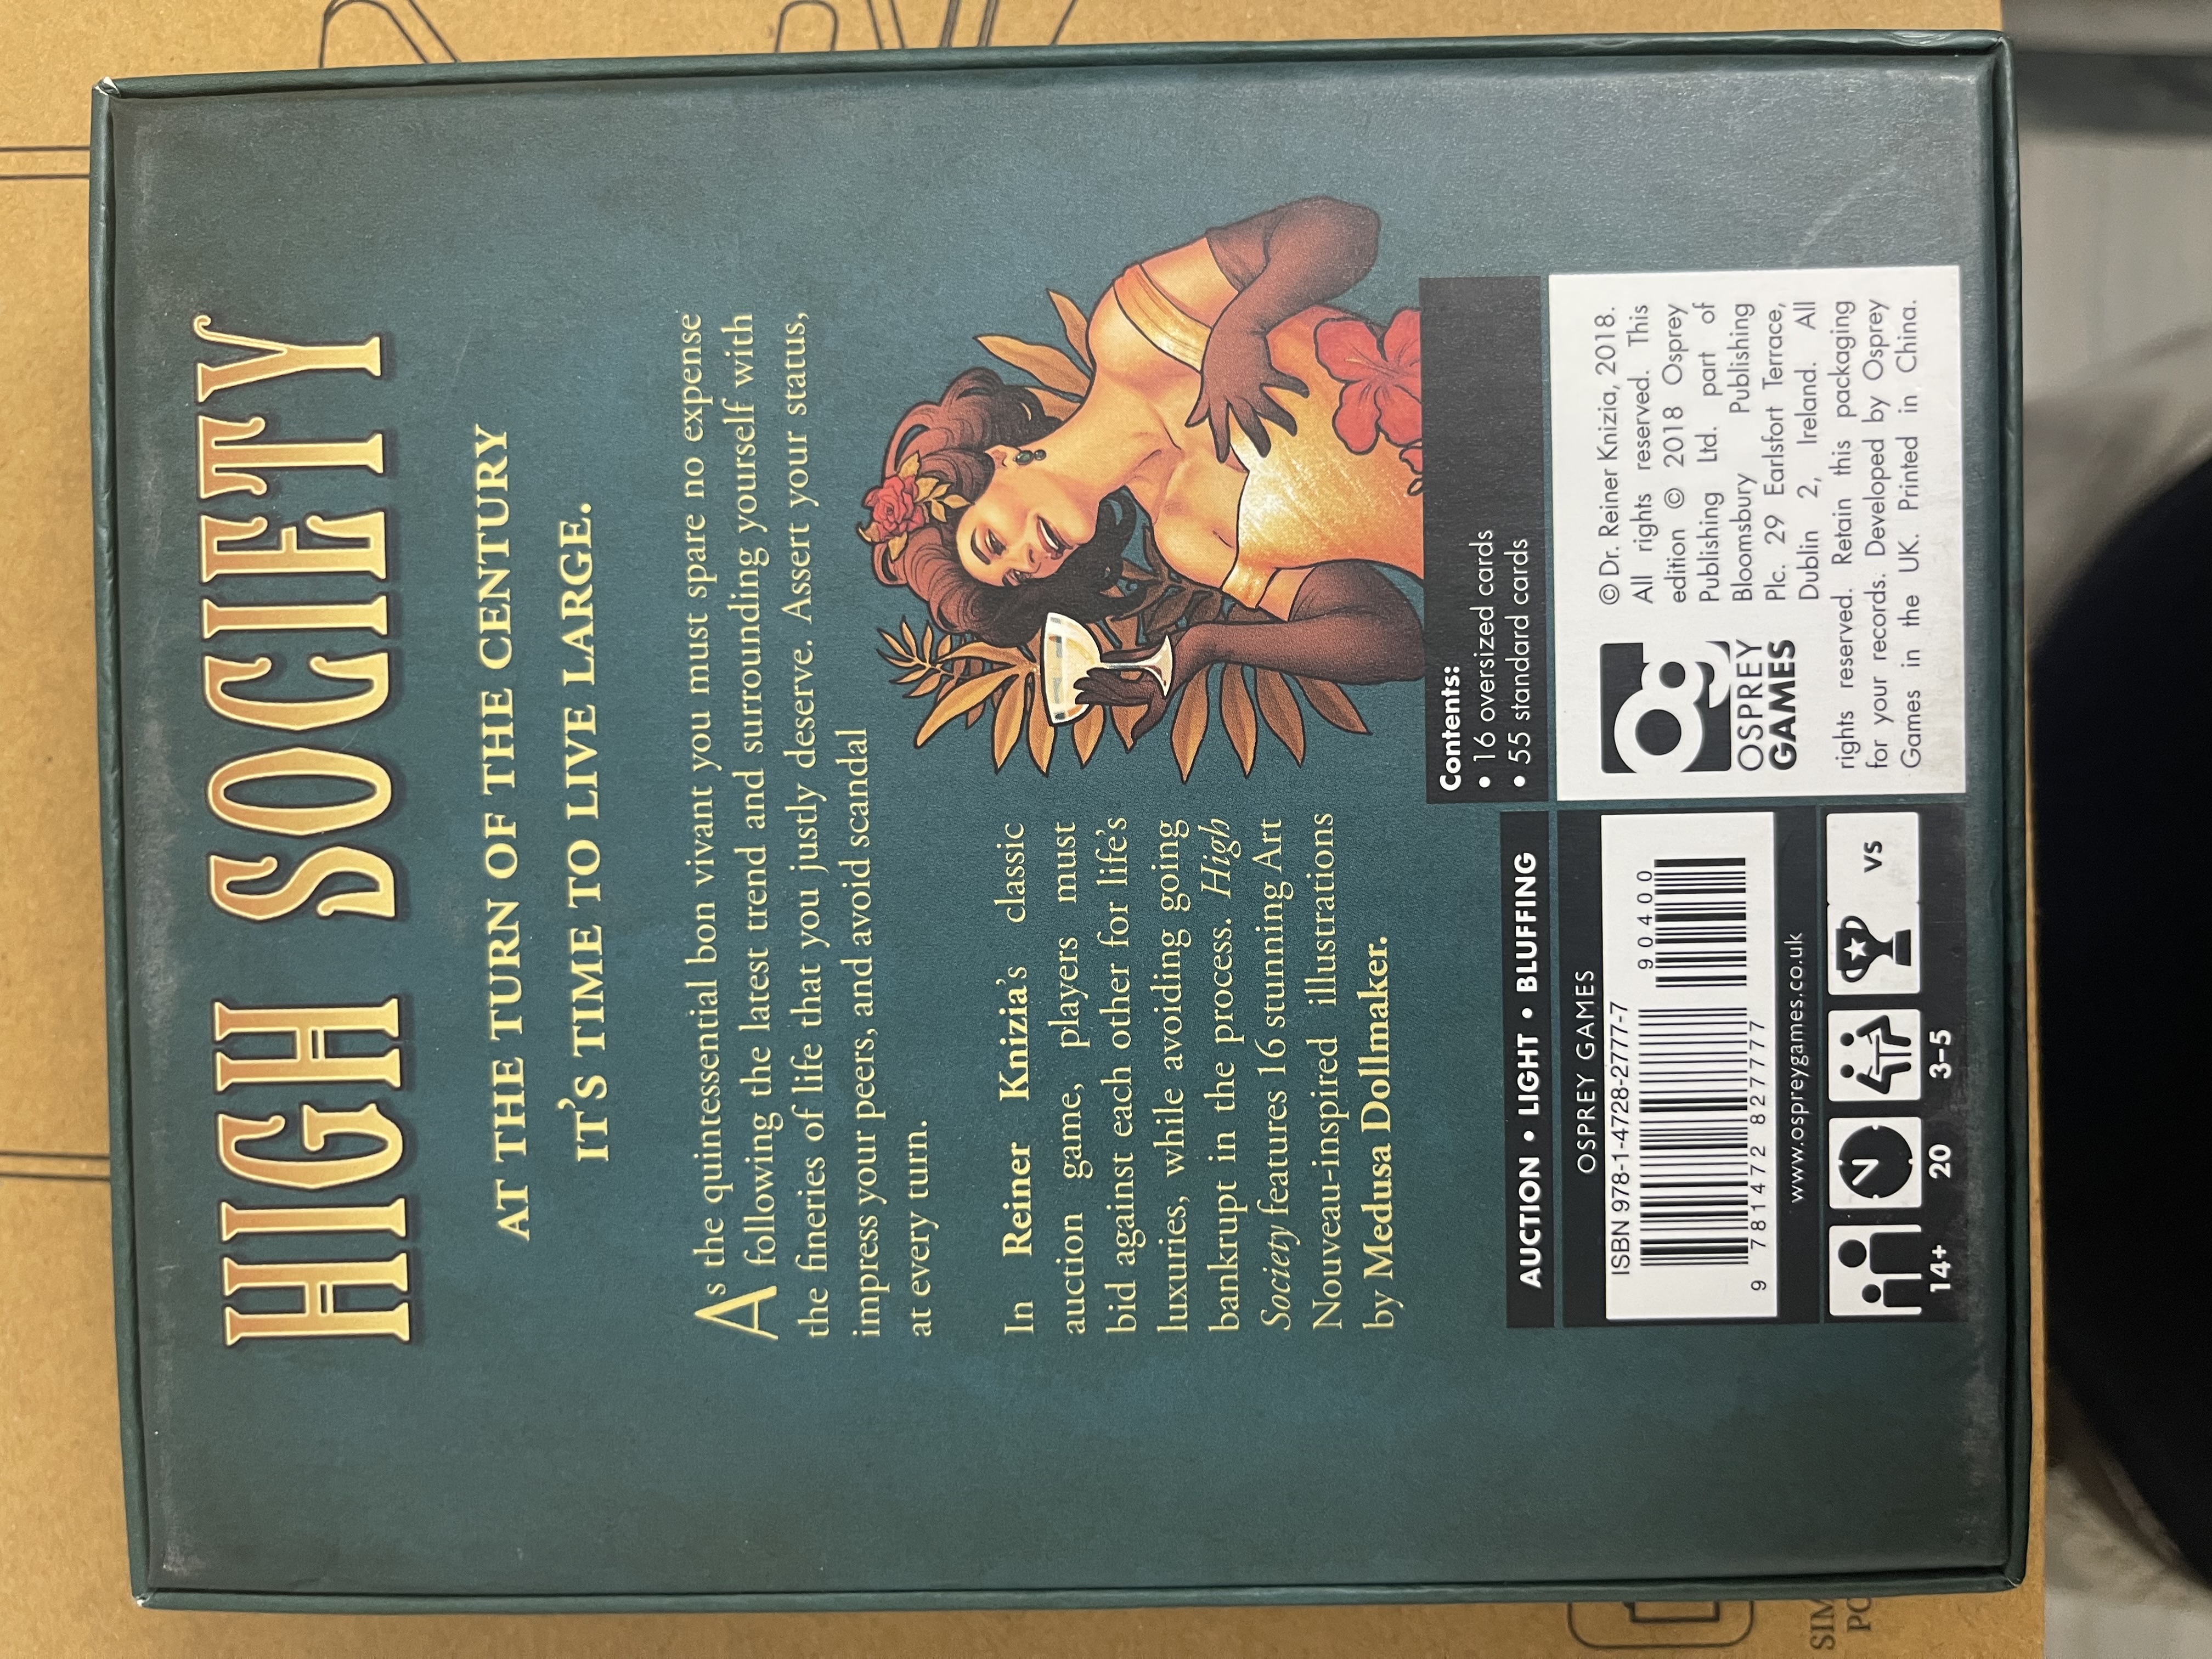 HIGH SOCIETY
AT THE TURN OF THE CENTURY
IT'S TIME TO LIVE LARGE.
As the quintessential bon vivant you must spare no expense
following the latest trend and surrounding yourself with
the fineries of life that you justly deserve. Assert your status,
impress your peers, and avoid scandal
at every turn.
In Reiner Knizia's classic
auction game, players must
bid against each other for life's
luxuries, while avoiding going
bankrupt in the process. High
Society features 16 stunning Art
Nouveau-inspired illustrations
by Medusa Dollmaker.
Contents:
• 16 oversized cards
• 55 standard cards
AUCTION • LIGHT • BLUFFING
OSPREY GAMES
ISBN 978-1-4728-2777-7
90400
9 781472 827777
www.ospreygames.co.uk
14+
20
3–5
VS
Og
OSPREY
GAMES
© Dr. Reiner Knizia, 2018.
All rights reserved. This
edition © 2018 Osprey
Publishing Ltd. part of
Bloomsbury Publishing
Plc. 29 Earlsfort Terrace,
Dublin 2, Ireland. All
rights reserved. Retain this packaging
for your records. Developed by Osprey
Games in the UK. Printed in China.